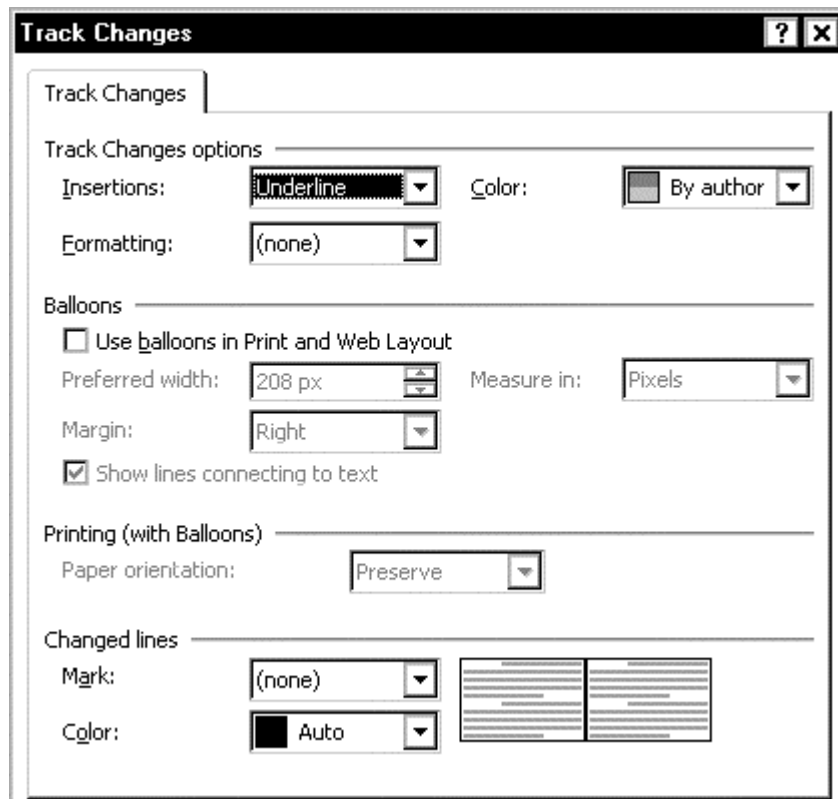 Track Changes ? X
Track Changes
Track Changes options
Insertions: Underline Color: By author
Formatting: (none)
Balloons
Use balloons in Print and Web Layout
Preferred width: 208 px Measure in: Pixels
Margin: Right
Show lines connecting to text
Printing (with Balloons)
Paper orientation: Preserve
Changed lines
Mark: (none)
Color: Auto